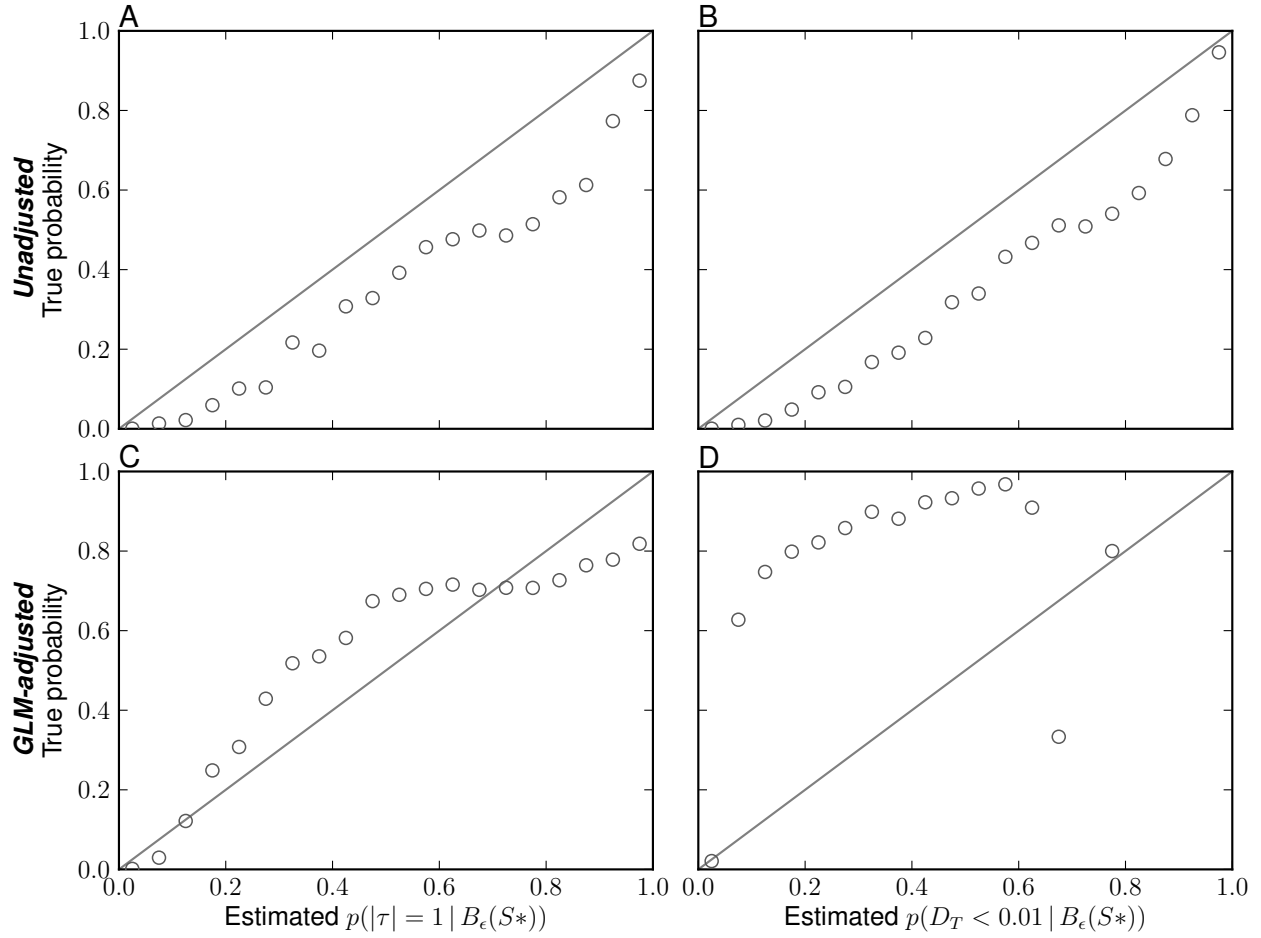 A
B
1.0
0.8
0.6
0.4
0.2
0.0
Unadjusted
True probability
C
D
1.0
0.8
0.6
0.4
0.2
0.0
GLM-adjusted
True probability
0.0 0.2 0.4 0.6 0.8 1.0
0.0 0.2 0.4 0.6 0.8 1.0
Estimated p(|τ| = 1 | B_ϵ(S∗))
Estimated p(D_T < 0.01 | B_ϵ(S∗))